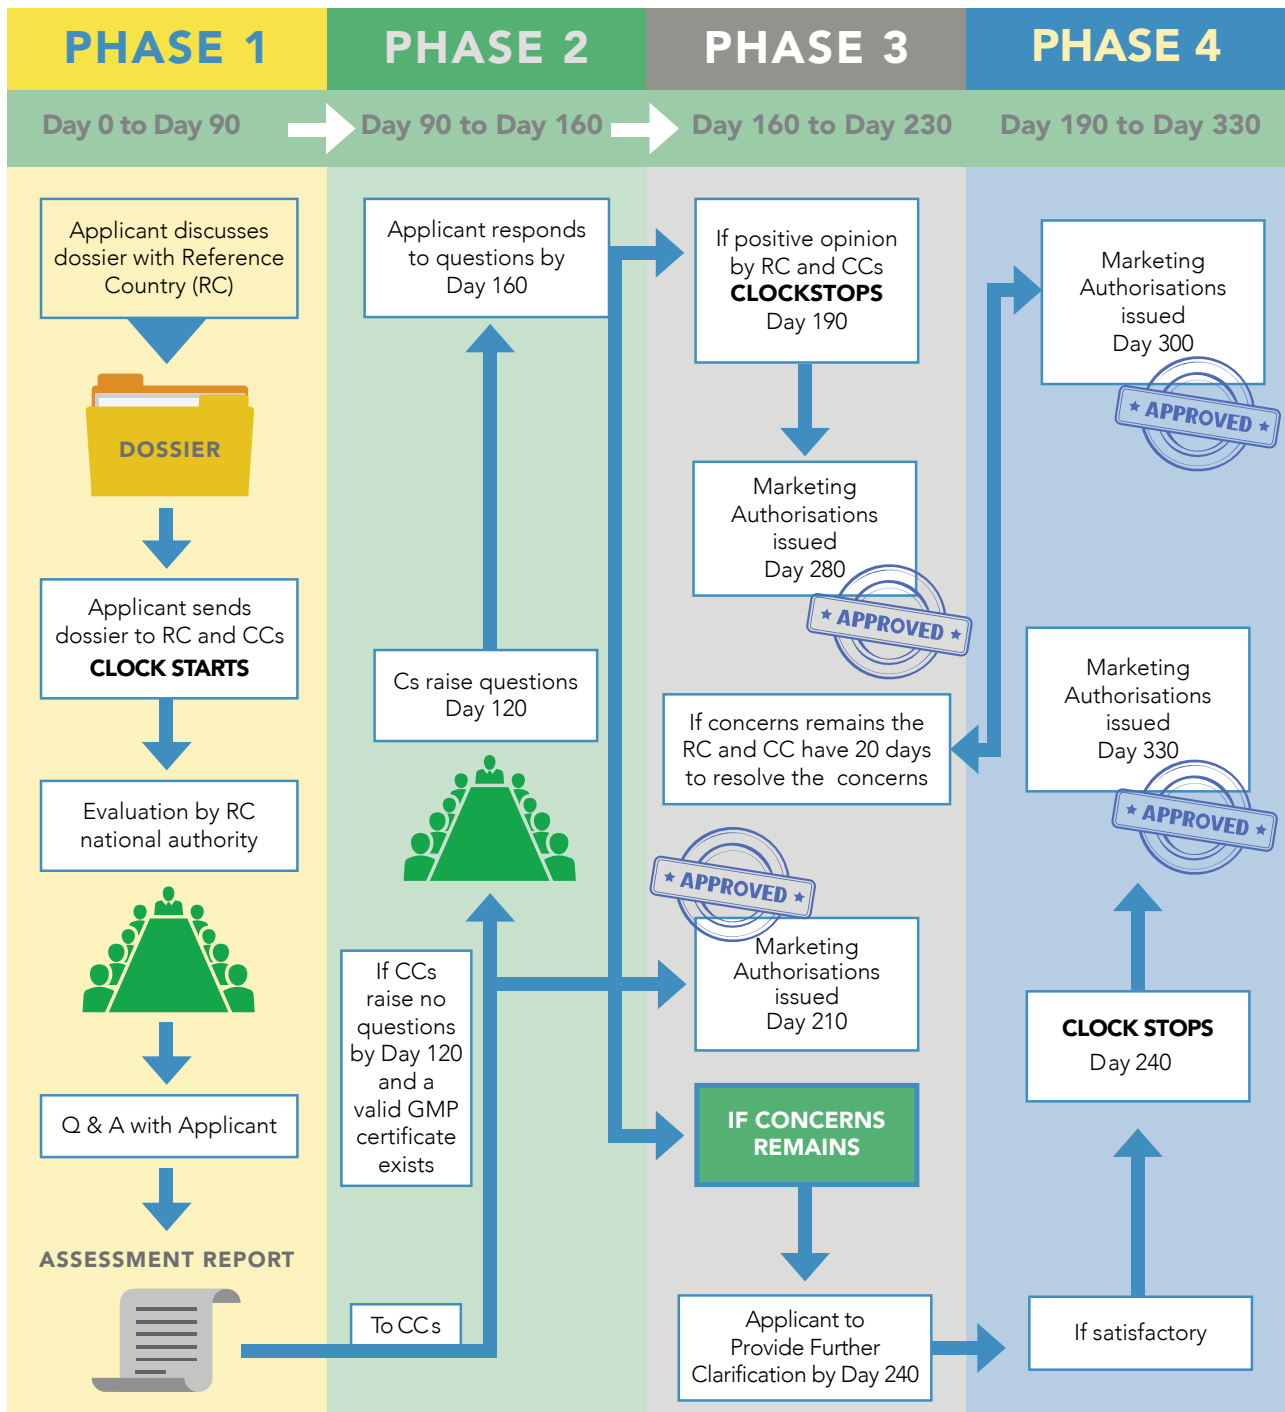 PHASE 1
PHASE 2
PHASE 3
PHASE 4
Day 0 to Day 90
Day 90 to Day 160
Day 160 to Day 230
Day 190 to Day 330
Applicant discusses
dossier with Reference
Country (RC)
DOSSIER
Applicant sends
dossier to RC and CCs
CLOCK STARTS
Evaluation by RC
national authority
Q & A with Applicant
ASSESSMENT REPORT
Applicant responds
to questions by
Day 160
Cs raise questions
Day 120
If CCs
raise no
questions
by Day 120
and a
valid GMP
certificate
exists
To CCs
If positive opinion
by RC and CCs
CLOCKSTOPS
Day 190
Marketing
Authorisations
issued
Day 280
APPROVED
If concerns remains the
RC and CC have 20 days
to resolve the concerns
APPROVED
Marketing
Authorisations
issued
Day 210
IF CONCERNS
REMAINS
Applicant to
Provide Further
Clarification by Day 240
Marketing
Authorisations
issued
Day 300
APPROVED
Marketing
Authorisations
issued
Day 330
APPROVED
CLOCK STOPS
Day 240
If satisfactory